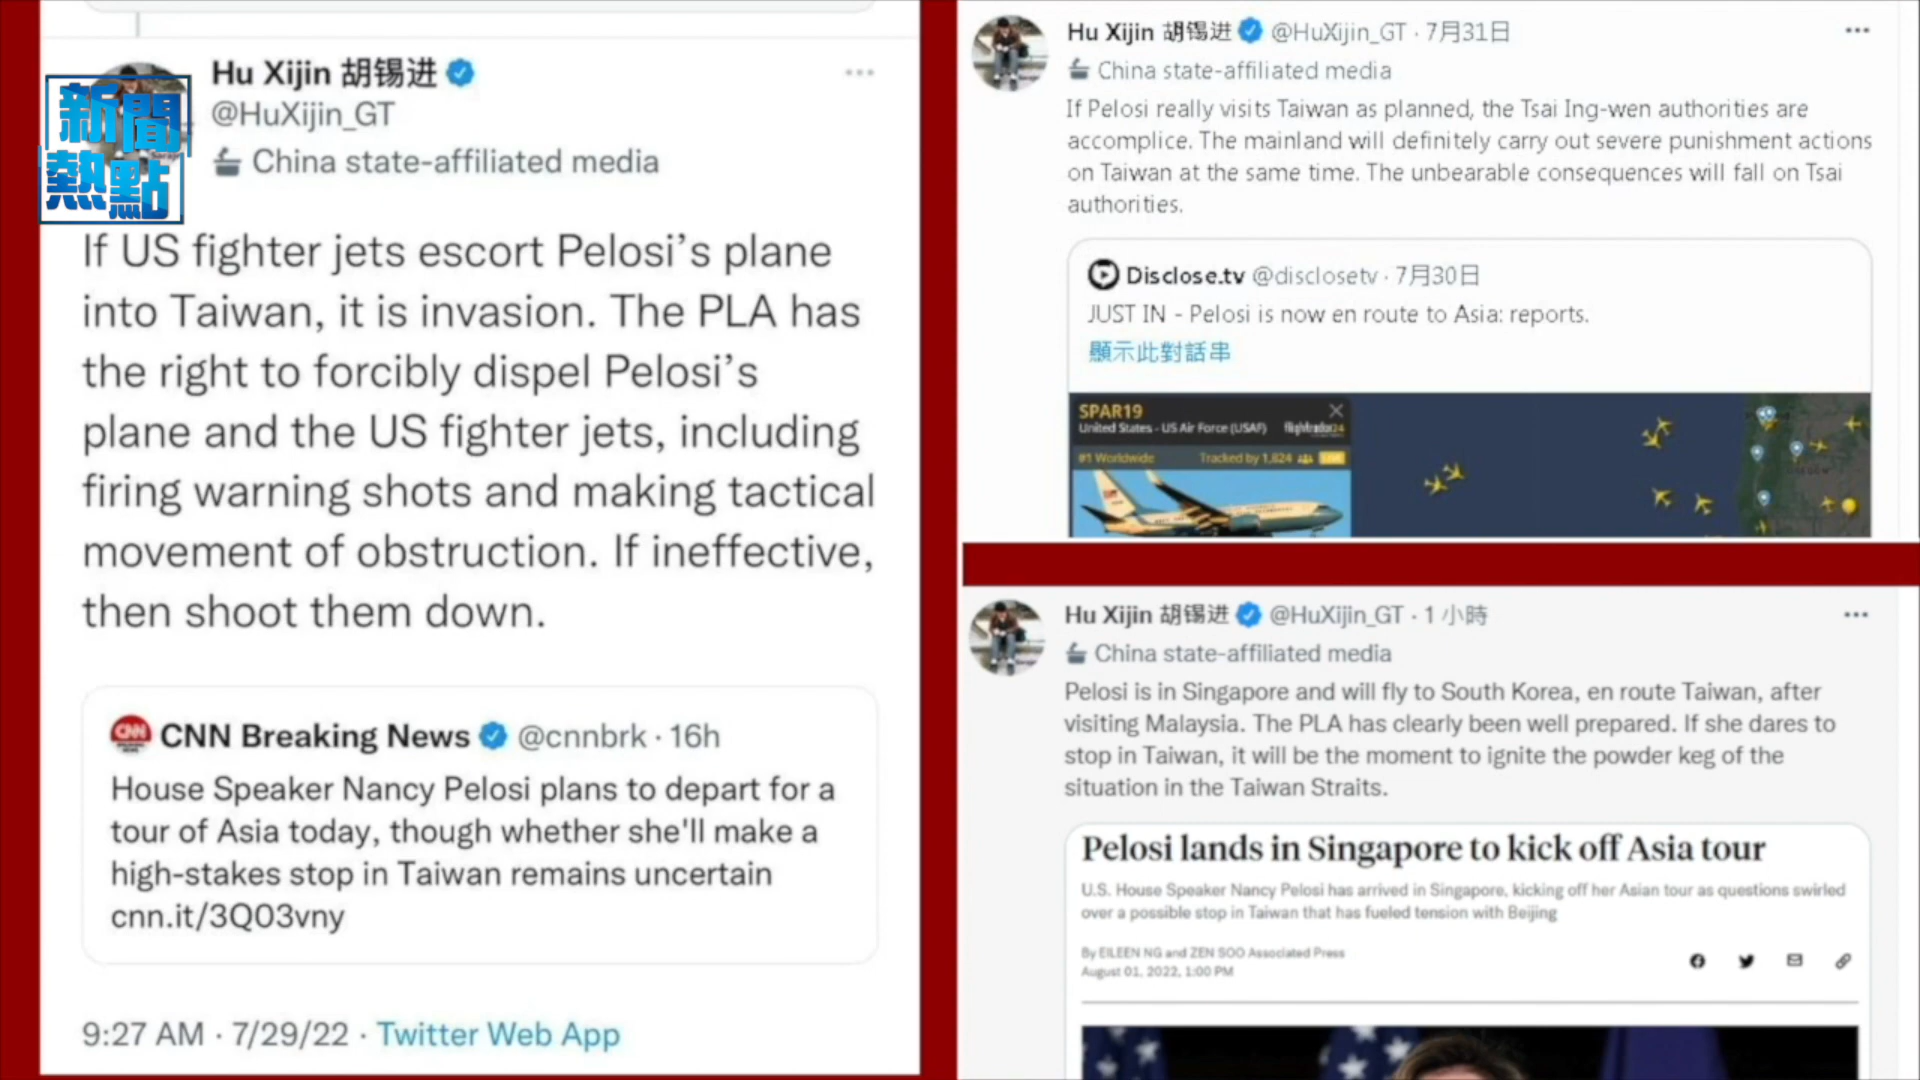 新聞
熱點
Hu Xijin 胡锡进
@HuXijin_GT
China state-affiliated media
If US fighter jets escort Pelosi’s plane
into Taiwan, it is invasion. The PLA has
the right to forcibly dispel Pelosi’s
plane and the US fighter jets, including
firing warning shots and making tactical
movement of obstruction. If ineffective,
then shoot them down.
CNN Breaking News @cnnbrk · 16h
House Speaker Nancy Pelosi plans to depart for a
tour of Asia today, though whether she'll make a
high-stakes stop in Taiwan remains uncertain
cnn.it/3Q03vny
9:27 AM · 7/29/22 · Twitter Web App
Hu Xijin 胡锡进 @HuXijin_GT · 7月31日
China state-affiliated media
If Pelosi really visits Taiwan as planned, the Tsai Ing-wen authorities are
accomplice. The mainland will definitely carry out severe punishment actions
on Taiwan at the same time. The unbearable consequences will fall on Tsai
authorities.
Disclose.tv @disclosetv · 7月30日
JUST IN - Pelosi is now en route to Asia: reports.
顯示此對話串
SPAR19
United States - US Air Force (USAF) flightradar24
#1 Worldwide Tracked by 1,824
Hu Xijin 胡锡进 @HuXijin_GT · 1 小時
China state-affiliated media
Pelosi is in Singapore and will fly to South Korea, en route Taiwan, after
visiting Malaysia. The PLA has clearly been well prepared. If she dares to
stop in Taiwan, it will be the moment to ignite the powder keg of the
situation in the Taiwan Straits.
Pelosi lands in Singapore to kick off Asia tour
U.S. House Speaker Nancy Pelosi has arrived in Singapore, kicking off her Asian tour as questions swirled
over a possible stop in Taiwan that has fueled tension with Beijing
By EILEEN NG and ZEN SOO Associated Press
August 01, 2022, 1:00 PM